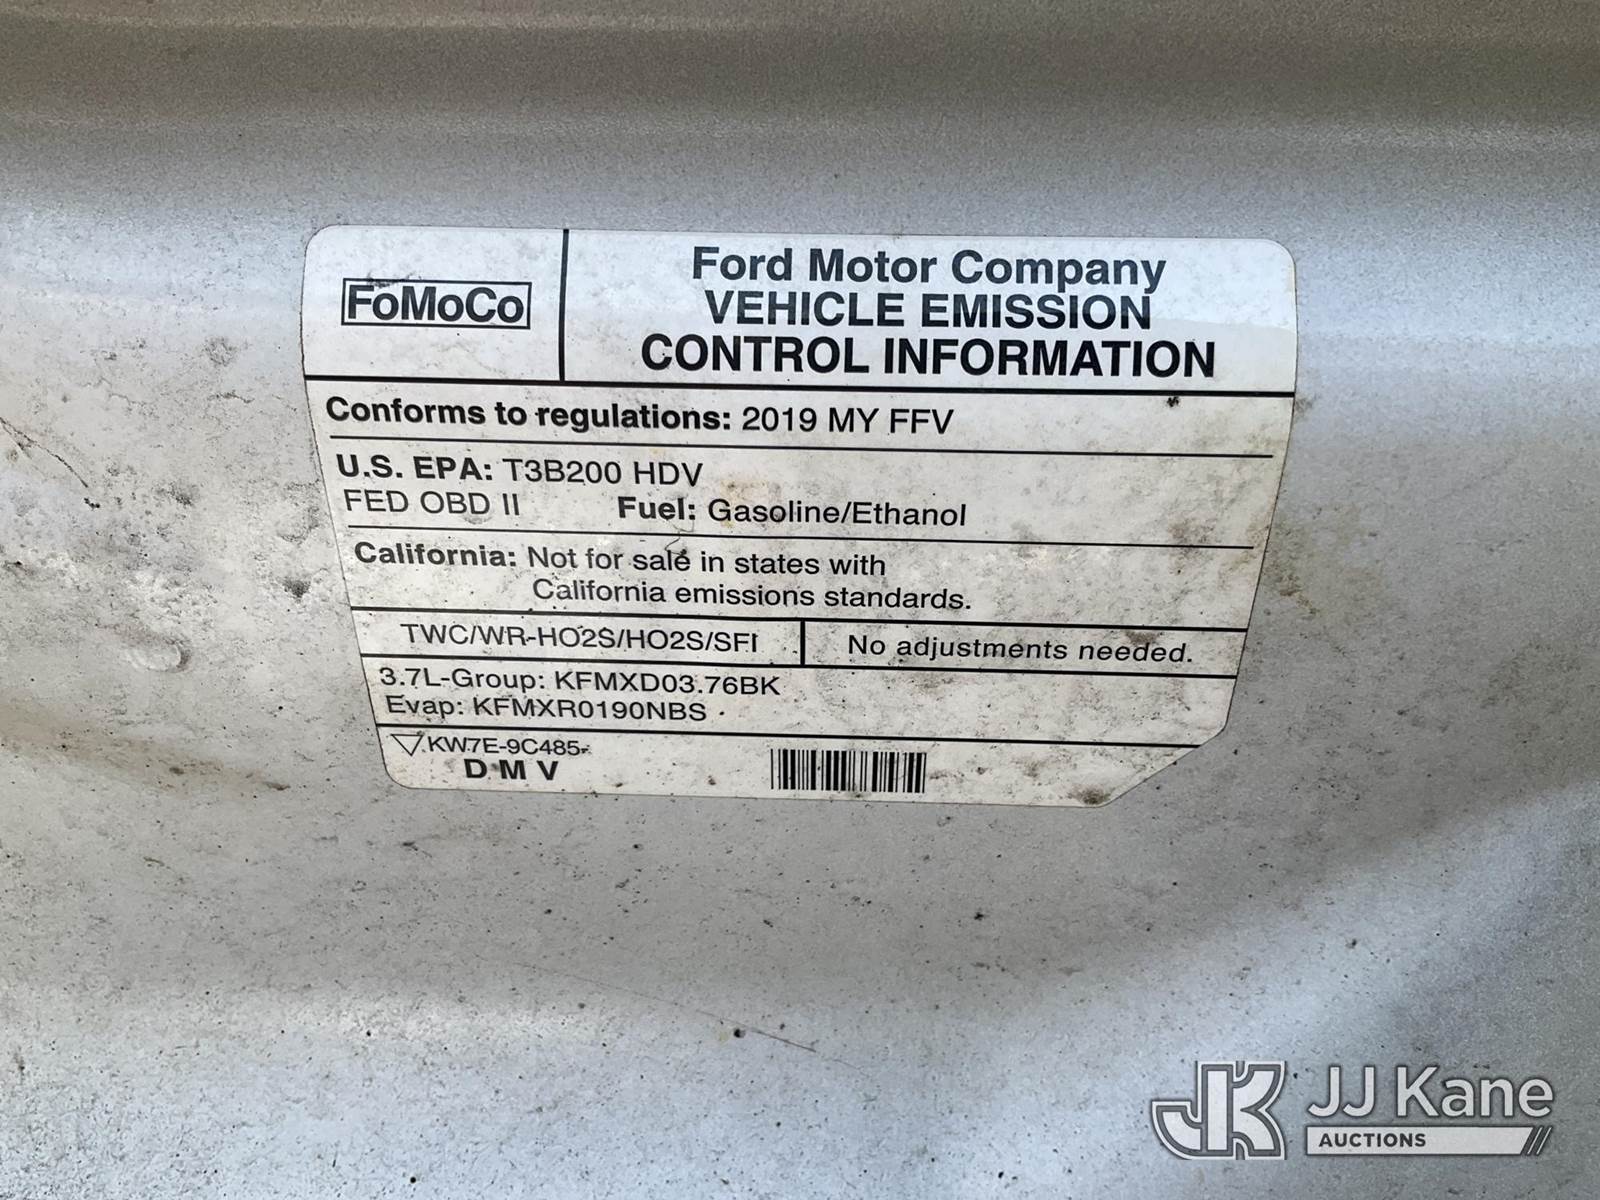 FoMoCo
Ford Motor Company
VEHICLE EMISSION
CONTROL INFORMATION
Conforms to regulations: 2019 MY FFV
U.S. EPA: T3B200 HDV
FED OBD II Fuel: Gasoline/Ethanol
California: Not for sale in states with
California emissions standards.
TWC/WR-HO2S/HO2S/SFI No adjustments needed.
3.7L-Group: KFMXD03.76BK
Evap: KFMXR0190NBS
KW7E-9C485-
DMV
JK JJ Kane
AUCTIONS